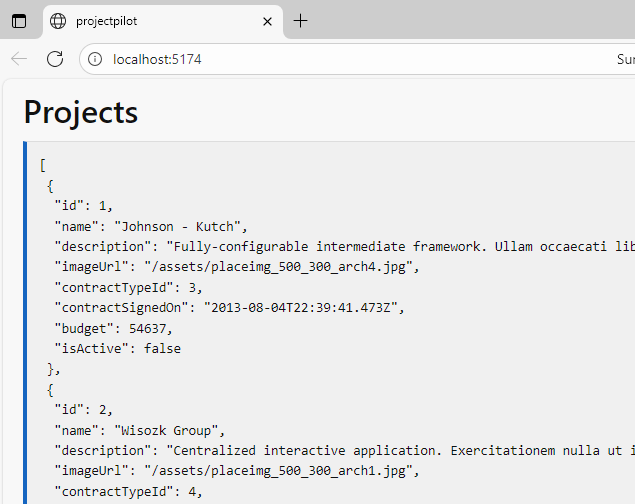 projectpilot
localhost:5174
Projects
[
{
"id": 1,
"name": "Johnson - Kutch",
"description": "Fully-configurable intermediate framework. Ullam occaecati
"imageUrl": "/assets/placeimg_500_300_arch4.jpg",
"contractTypeId": 3,
"contractSignedOn": "2013-08-04T22:39:41.473Z",
"budget": 54637,
"isActive": false
},
{
"id": 2,
"name": "Wisozk Group",
"description": "Centralized interactive application. Exercitationem nulla ut
"imageUrl": "/assets/placeimg_500_300_arch1.jpg",
"contractTypeId": 4,